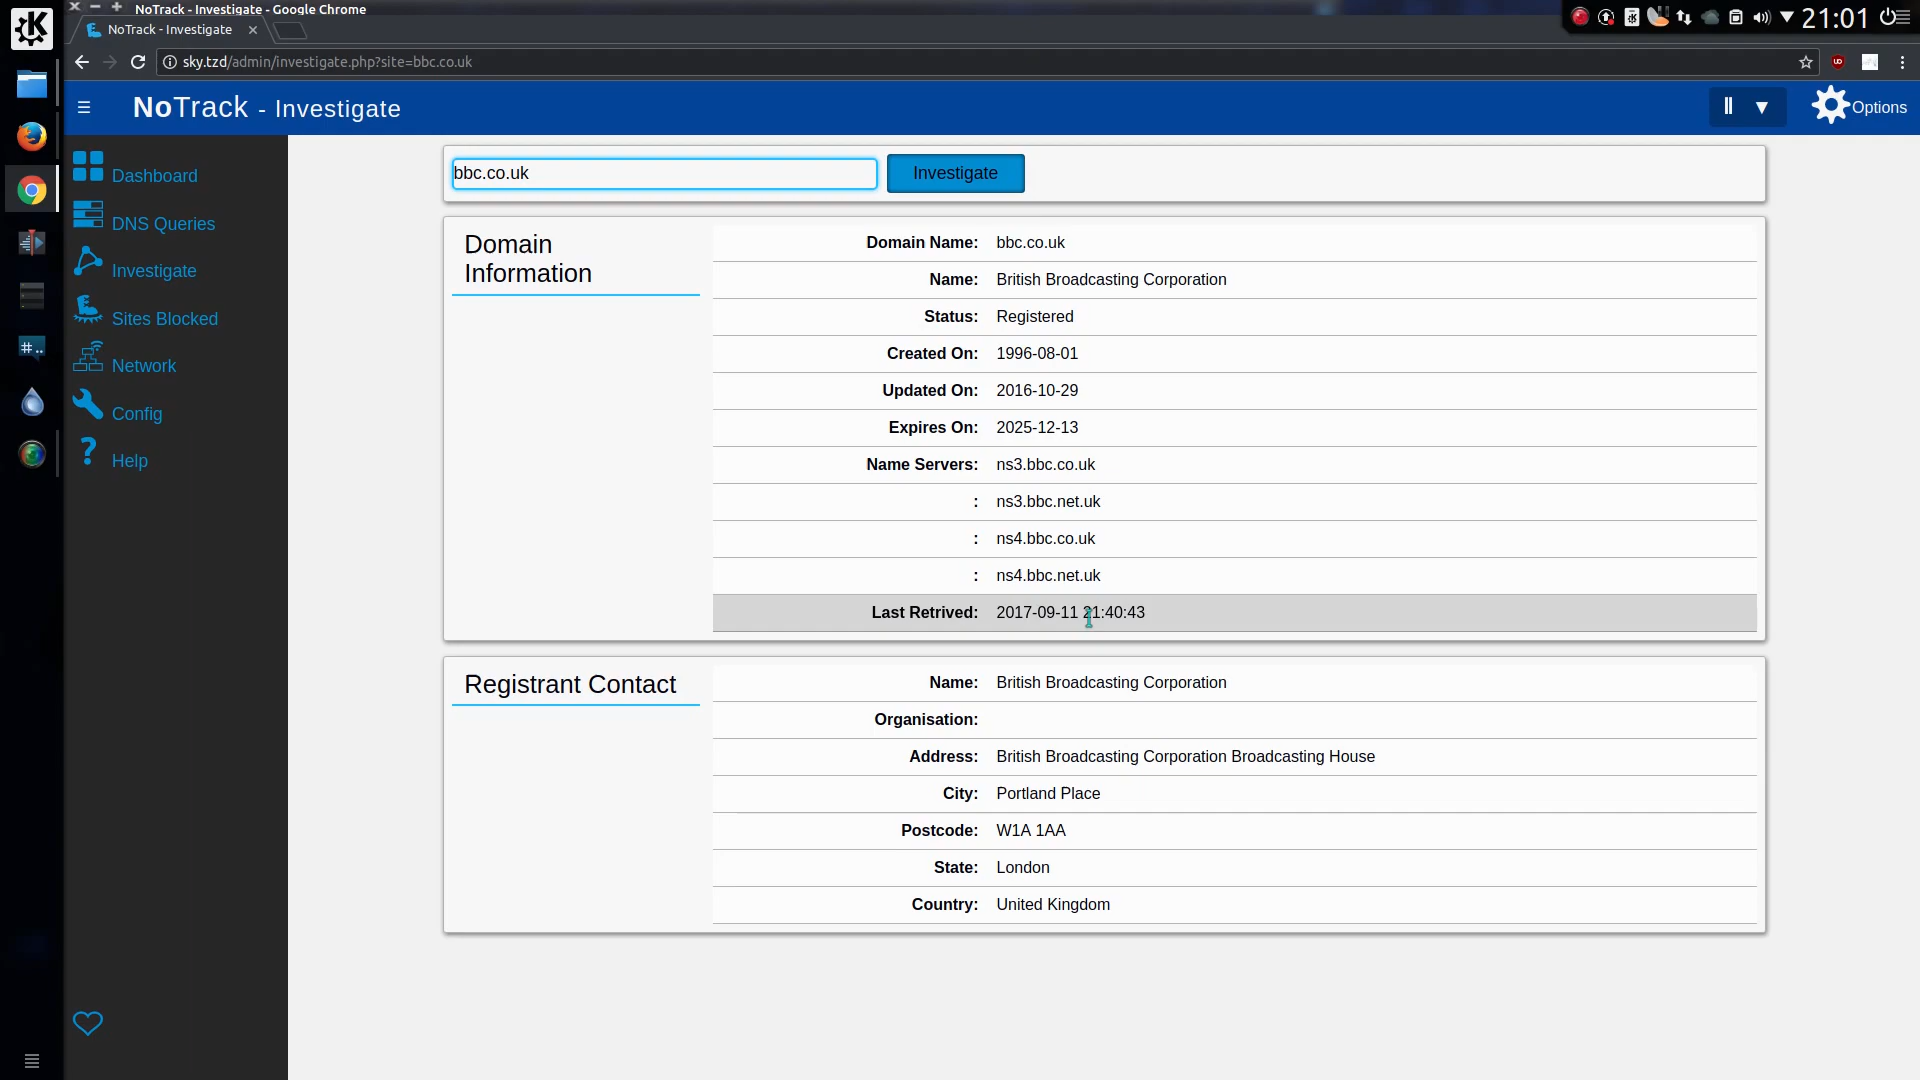 NoTrack - Investigate - Google Chrome
21:01
NoTrack - Investigate
sky.tzd/admin/investigate.php?site=bbc.co.uk
NoTrack - Investigate
Options
Dashboard
DNS Queries
Investigate
Sites Blocked
Network
Config
Help
bbc.co.uk
Investigate
Domain
Information
Domain Name: bbc.co.uk
Name: British Broadcasting Corporation
Status: Registered
Created On: 1996-08-01
Updated On: 2016-10-29
Expires On: 2025-12-13
Name Servers: ns3.bbc.co.uk
: ns3.bbc.net.uk
: ns4.bbc.co.uk
: ns4.bbc.net.uk
Last Retrived: 2017-09-11 21:40:43
Registrant Contact
Name: British Broadcasting Corporation
Organisation:
Address: British Broadcasting Corporation Broadcasting House
City: Portland Place
Postcode: W1A 1AA
State: London
Country: United Kingdom